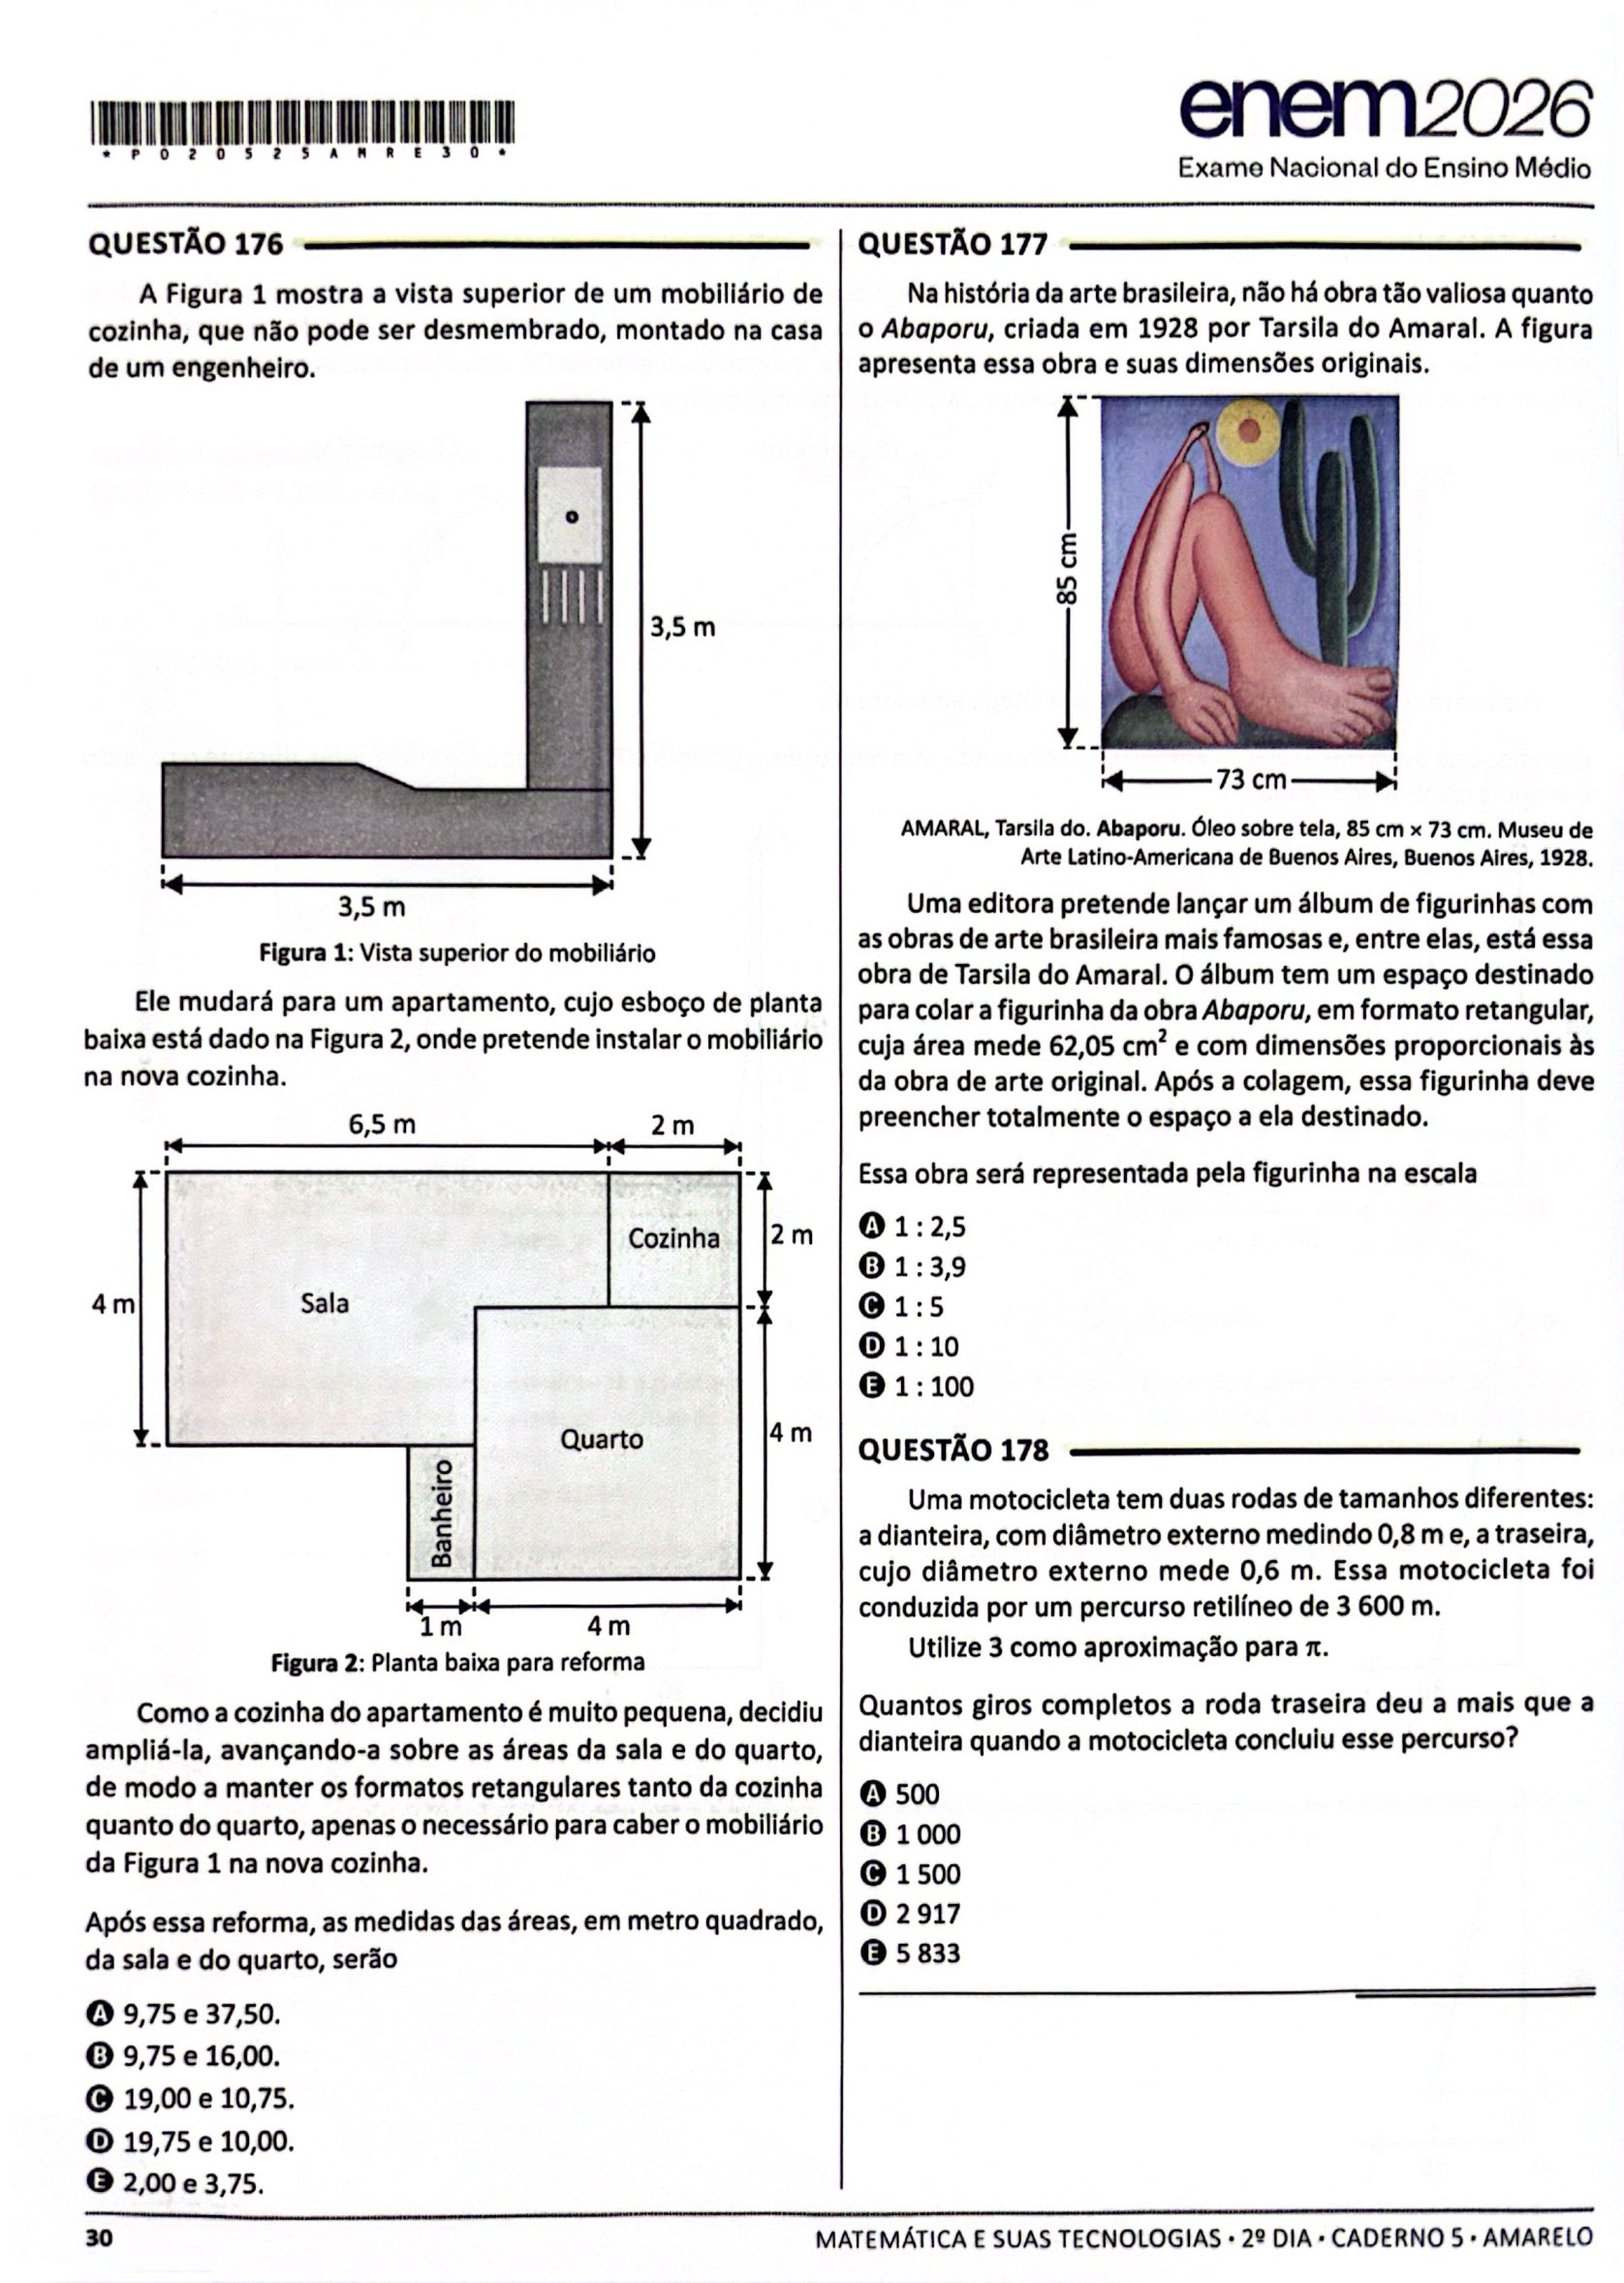 *P020525AMRE30*
enem2026
Exame Nacional do Ensino Médio
QUESTÃO 176
A Figura 1 mostra a vista superior de um mobiliário de
cozinha, que não pode ser desmembrado, montado na casa
de um engenheiro.
3,5 m
3,5 m
Figura 1: Vista superior do mobiliário
Ele mudará para um apartamento, cujo esboço de planta
baixa está dado na Figura 2, onde pretende instalar o mobiliário
na nova cozinha.
6,5 m
2 m
Cozinha
2 m
4 m
Sala
Quarto
4 m
Banheiro
1 m
4 m
Figura 2: Planta baixa para reforma
Como a cozinha do apartamento é muito pequena, decidiu
ampliá-la, avançando-a sobre as áreas da sala e do quarto,
de modo a manter os formatos retangulares tanto da cozinha
quanto do quarto, apenas o necessário para caber o mobiliário
da Figura 1 na nova cozinha.
Após essa reforma, as medidas das áreas, em metro quadrado,
da sala e do quarto, serão
A 9,75 e 37,50.
B 9,75 e 16,00.
C 19,00 e 10,75.
D 19,75 e 10,00.
E 2,00 e 3,75.
QUESTÃO 177
Na história da arte brasileira, não há obra tão valiosa quanto
o Abaporu, criada em 1928 por Tarsila do Amaral. A figura
apresenta essa obra e suas dimensões originais.
85 cm
73 cm
AMARAL, Tarsila do. Abaporu. Óleo sobre tela, 85 cm × 73 cm. Museu de
Arte Latino-Americana de Buenos Aires, Buenos Aires, 1928.
Uma editora pretende lançar um álbum de figurinhas com
as obras de arte brasileira mais famosas e, entre elas, está essa
obra de Tarsila do Amaral. O álbum tem um espaço destinado
para colar a figurinha da obra Abaporu, em formato retangular,
cuja área mede 62,05 cm² e com dimensões proporcionais às
da obra de arte original. Após a colagem, essa figurinha deve
preencher totalmente o espaço a ela destinado.
Essa obra será representada pela figurinha na escala
A 1 : 2,5
B 1 : 3,9
C 1 : 5
D 1 : 10
E 1 : 100
QUESTÃO 178
Uma motocicleta tem duas rodas de tamanhos diferentes:
a dianteira, com diâmetro externo medindo 0,8 m e, a traseira,
cujo diâmetro externo mede 0,6 m. Essa motocicleta foi
conduzida por um percurso retilíneo de 3 600 m.
Utilize 3 como aproximação para π.
Quantos giros completos a roda traseira deu a mais que a
dianteira quando a motocicleta concluiu esse percurso?
A 500
B 1 000
C 1 500
D 2 917
E 5 833
30
MATEMÁTICA E SUAS TECNOLOGIAS • 2º DIA • CADERNO 5 • AMARELO